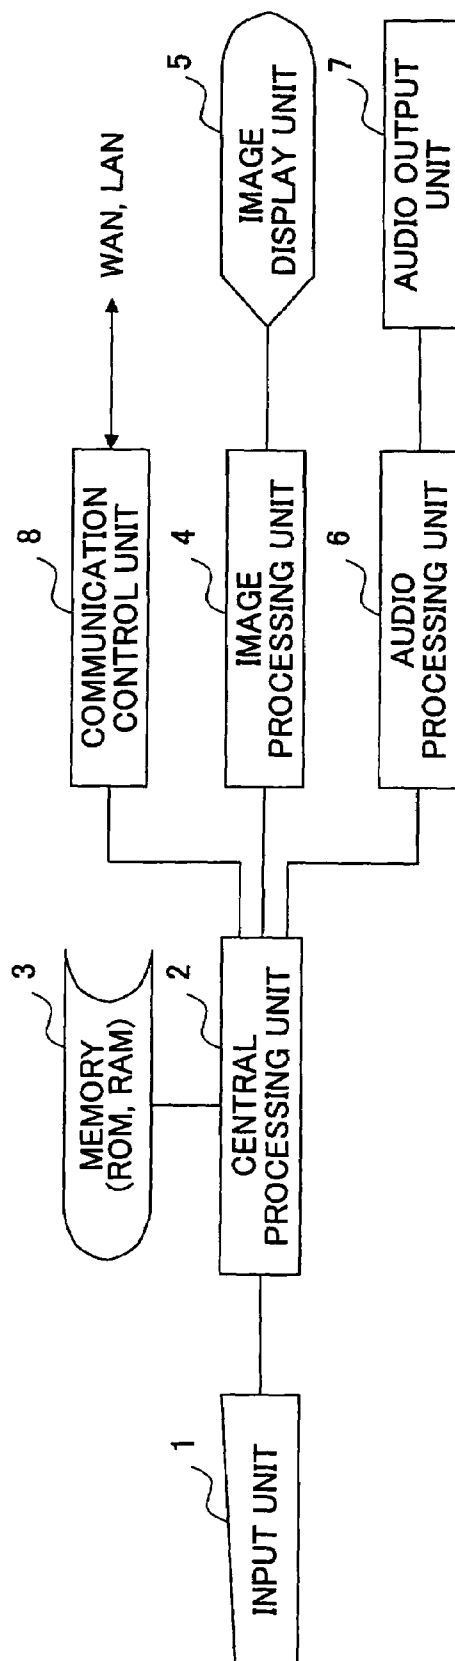 1
INPUT UNIT
3
MEMORY
(ROM, RAM)
2
CENTRAL
PROCESSING UNIT
8
COMMUNICATION
CONTROL UNIT
WAN, LAN
4
IMAGE
PROCESSING UNIT
5
IMAGE
DISPLAY UNIT
6
AUDIO
PROCESSING UNIT
7
AUDIO OUTPUT
UNIT